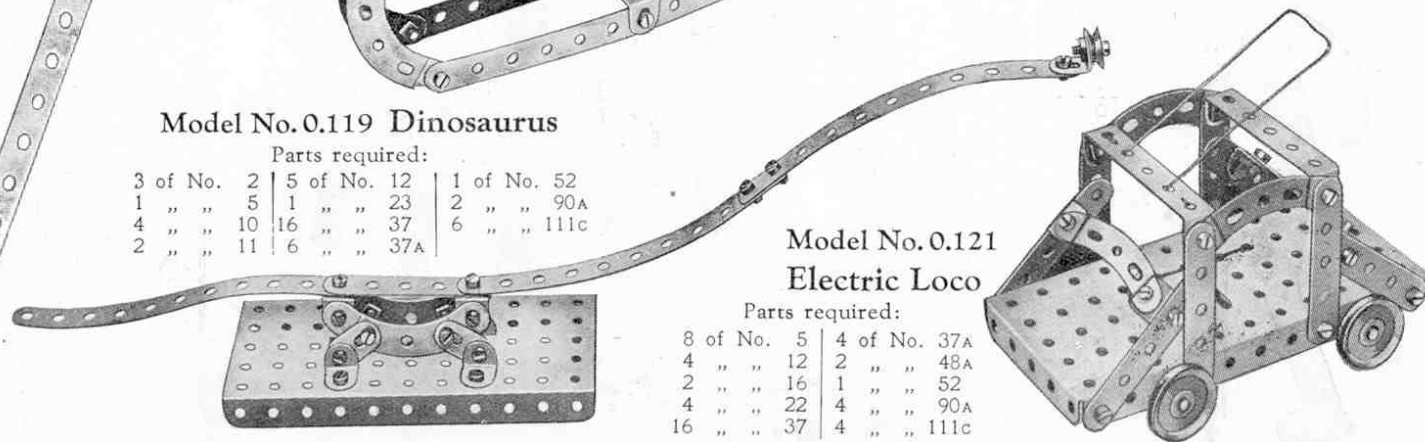 Model No. 0.119 Dinosaurus
Parts required:
3 of No. 2 | 5 of No. 12 | 1 of No. 52
1 „ „ 5 | 1 „ „ 23 | 2 „ „ 90A
4 „ „ 10 | 16 „ „ 37 | 6 „ „ 111c
2 „ „ 11 | 6 „ „ 37A
Model No. 0.121
Electric Loco
Parts required:
8 of No. 5 | 4 of No. 37A
4 „ „ 12 | 2 „ „ 48A
2 „ „ 16 | 1 „ „ 52
4 „ „ 22 | 4 „ „ 90A
16 „ „ 37 | 4 „ „ 111c